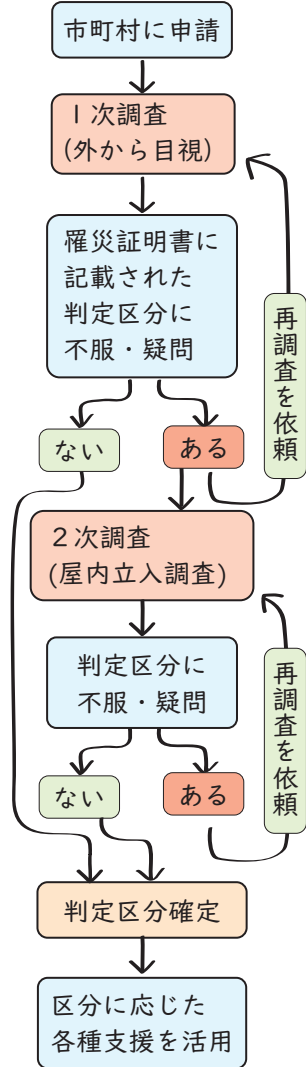 市町村に申請
1次調査
(外から目視)
罹災証明書に
記載された
判定区分に
不服・疑問
ない
ある
再調査を依頼
2次調査
(屋内立入調査)
判定区分に
不服・疑問
ない
ある
再調査を依頼
判定区分確定
区分に応じた
各種支援を活用